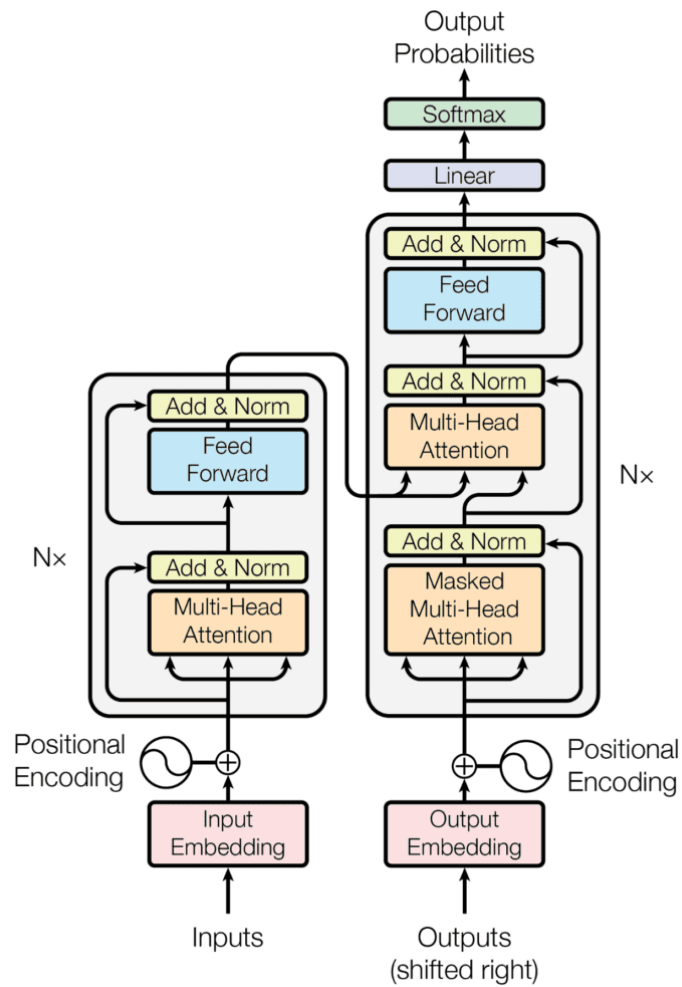 Output
Probabilities
Softmax
Linear
Add & Norm
Feed
Forward
Add & Norm
Multi-Head
Attention
Add & Norm
Masked
Multi-Head
Attention
N×
Add & Norm
Feed
Forward
Add & Norm
Multi-Head
Attention
N×
Positional
Encoding
Positional
Encoding
Input
Embedding
Output
Embedding
Inputs
Outputs
(shifted right)